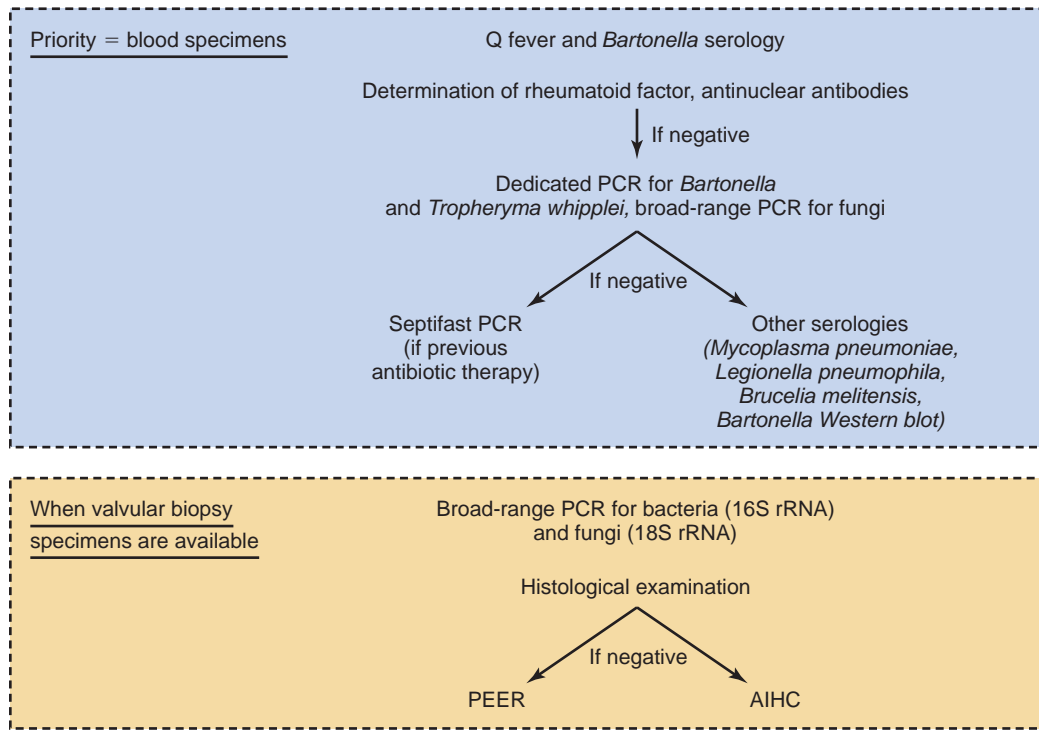 Priority = blood specimens
Q fever and Bartonella serology
Determination of rheumatoid factor, antinuclear antibodies
If negative
Dedicated PCR for Bartonella
and Tropheryma whipplei, broad-range PCR for fungi
If negative
Septifast PCR
(if previous
antibiotic therapy)
Other serologies
(Mycoplasma pneumoniae,
Legionella pneumophila,
Brucelia melitensis,
Bartonella Western blot)
When valvular biopsy
specimens are available
Broad-range PCR for bacteria (16S rRNA)
and fungi (18S rRNA)
Histological examination
If negative
PEER
AIHC